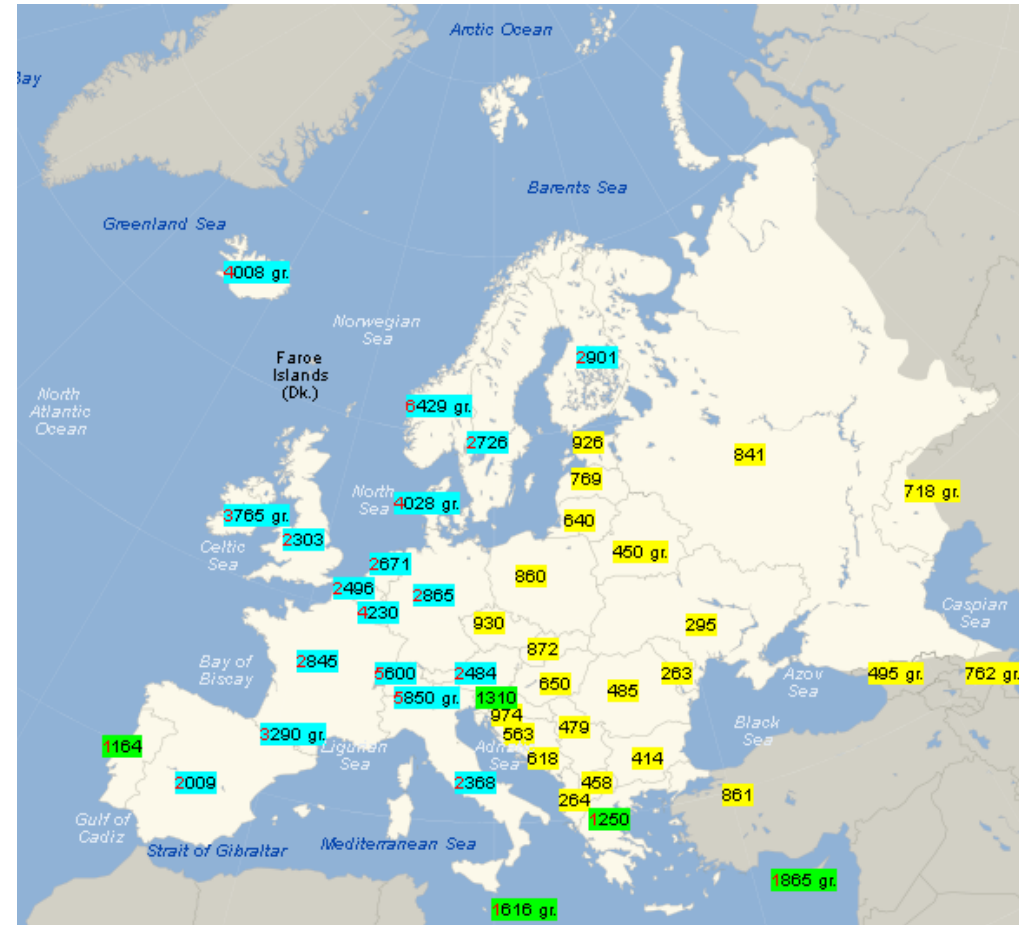 Arctic Ocean
Bay
Barents Sea
Greenland Sea
4008 gr.
Norwegian
Sea
Faroe
Islands
(Dk.)
2901
North
Atlantic
Ocean
6429 gr.
2726
926
841
769
718 gr.
North
Sea
4028 gr.
3765 gr.
640
2303
Celtic
Sea
450 gr.
2671
860
2496
2865
4230
Caspian
Sea
930
295
872
Bay of
Biscay
2845
5600
2484
650
263
Azov
Sea
495 gr.
762 gr.
5850 gr.
1310
485
974
479
563
Black
Sea
3290 gr.
Ligurian
Sea
Adria
Sea
1164
618
414
2009
2368
458
264
861
1250
Gulf of
Cadiz
Strait of Gibraltar
Mediterranean Sea
1865 gr.
1616 gr.